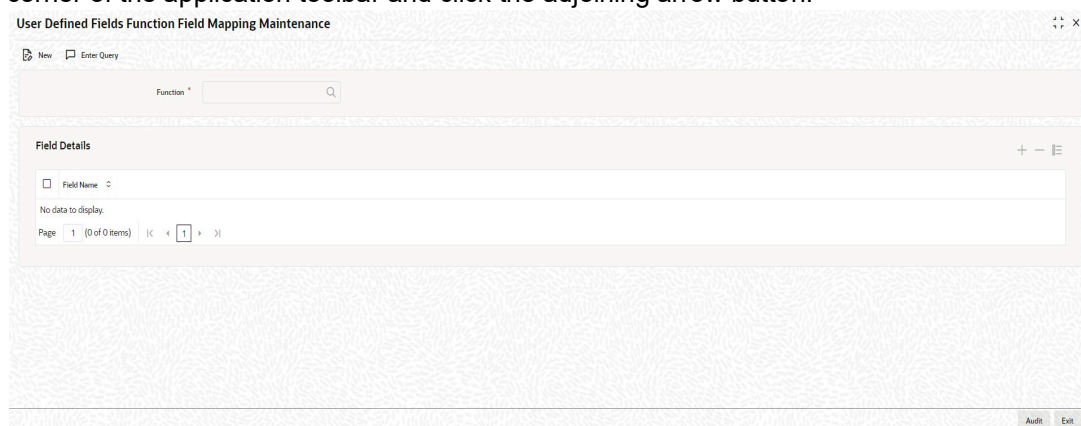 corner of the application toolbar and click the adjoining arrow button.
User Defined Fields Function Field Mapping Maintenance
New Enter Query
Function *
Field Details
Field Name
No data to display.
Page 1 (0 of 0 items) 1
Audit Exit